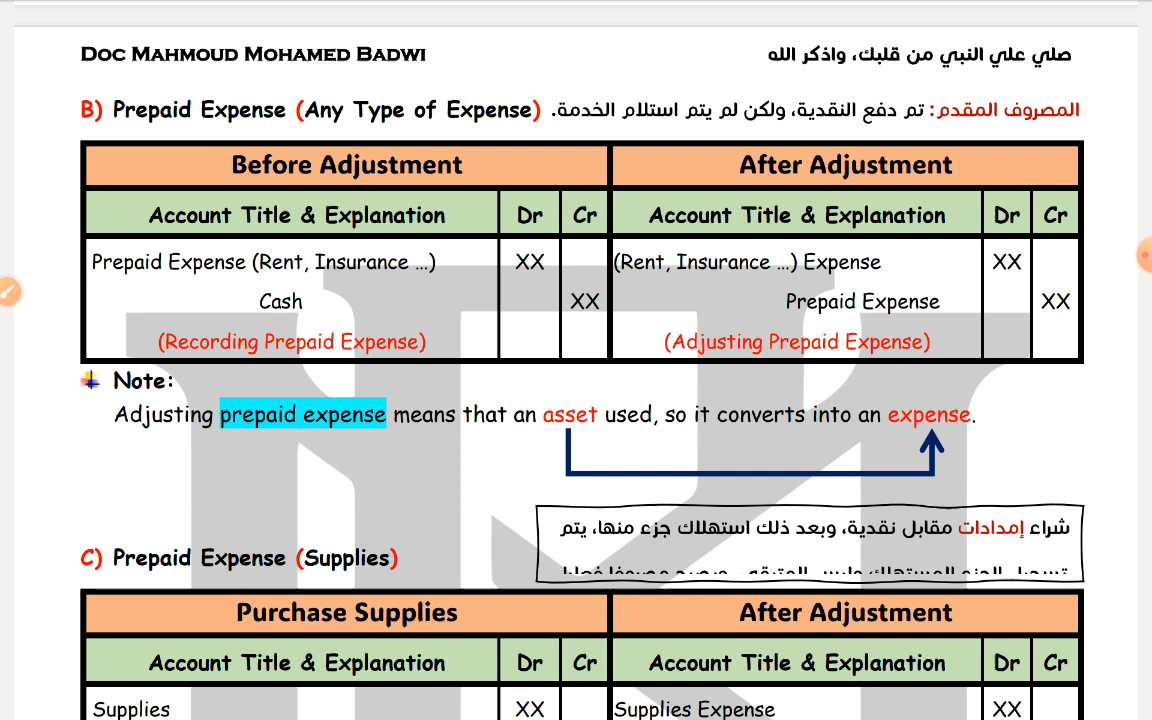 DOC MAHMOUD MOHAMED BADWI
صلي علي النبي من قلبك، واذكر الله
B) Prepaid Expense (Any Type of Expense)
المصروف المقدم: تم دفع النقدية، ولكن لم يتم استلام الخدمة.
Before Adjustment
After Adjustment
Account Title & Explanation Dr Cr
Account Title & Explanation Dr Cr
Prepaid Expense (Rent, Insurance ...) XX
Cash XX
(Recording Prepaid Expense)
(Rent, Insurance ...) Expense XX
Prepaid Expense XX
(Adjusting Prepaid Expense)
Note:
Adjusting prepaid expense means that an asset used, so it converts into an expense.
شراء إمدادات مقابل نقدية، وبعد ذلك استهلاك جزء منها، يتم
C) Prepaid Expense (Supplies)
Purchase Supplies
After Adjustment
Account Title & Explanation Dr Cr
Account Title & Explanation Dr Cr
Supplies XX
Supplies Expense XX